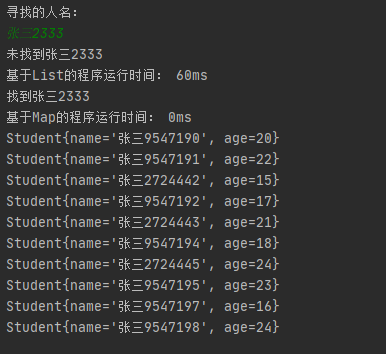 寻找的人名：
张三2333
未找到张三2333
基于List的程序运行时间： 60ms
找到张三2333
基于Map的程序运行时间： 0ms
Student{name='张三9547190', age=20}
Student{name='张三9547191', age=22}
Student{name='张三2724442', age=15}
Student{name='张三9547192', age=17}
Student{name='张三2724443', age=21}
Student{name='张三9547194', age=18}
Student{name='张三2724445', age=24}
Student{name='张三9547195', age=23}
Student{name='张三9547197', age=16}
Student{name='张三9547198', age=24}